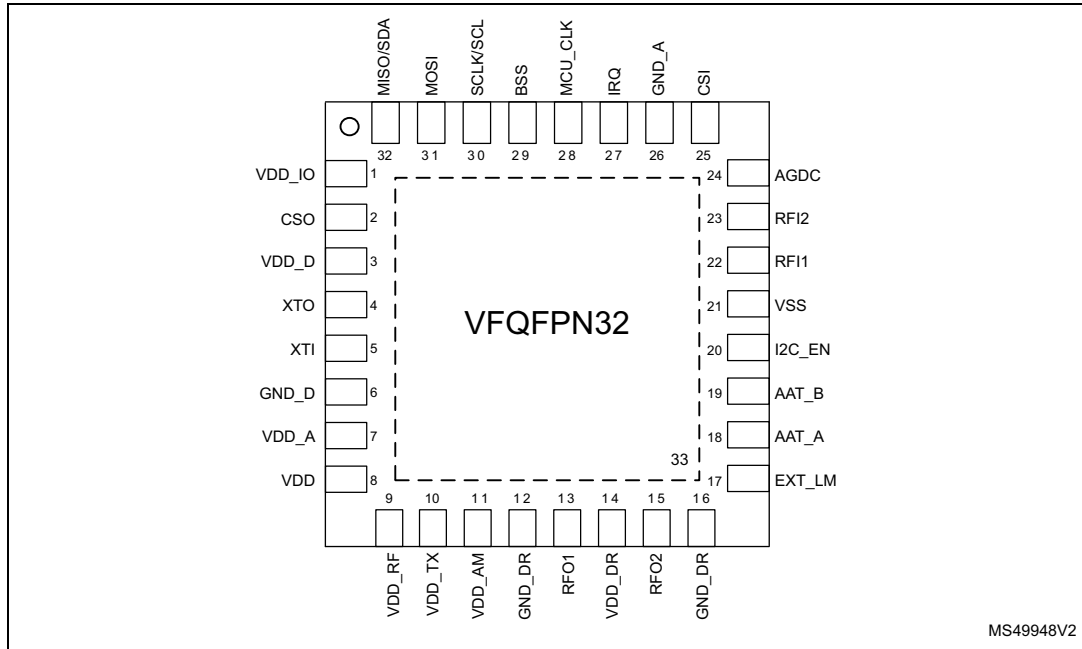 MISO/SDA
MOSI
SCLK/SCL
BSS
MCU_CLK
IRQ
GND_A
CSI
32
31
30
29
28
27
26
25
VDD_IO 1
CSO 2
VDD_D 3
XTO 4
XTI 5
GND_D 6
VDD_A 7
VDD 8
24 AGDC
23 RFI2
22 RFI1
21 VSS
20 I2C_EN
19 AAT_B
18 AAT_A
17 EXT_LM
VFQFPN32
33
9
10
11
12
13
14
15
16
VDD_RF
VDD_TX
VDD_AM
GND_DR
RFO1
VDD_DR
RFO2
GND_DR
MS49948V2